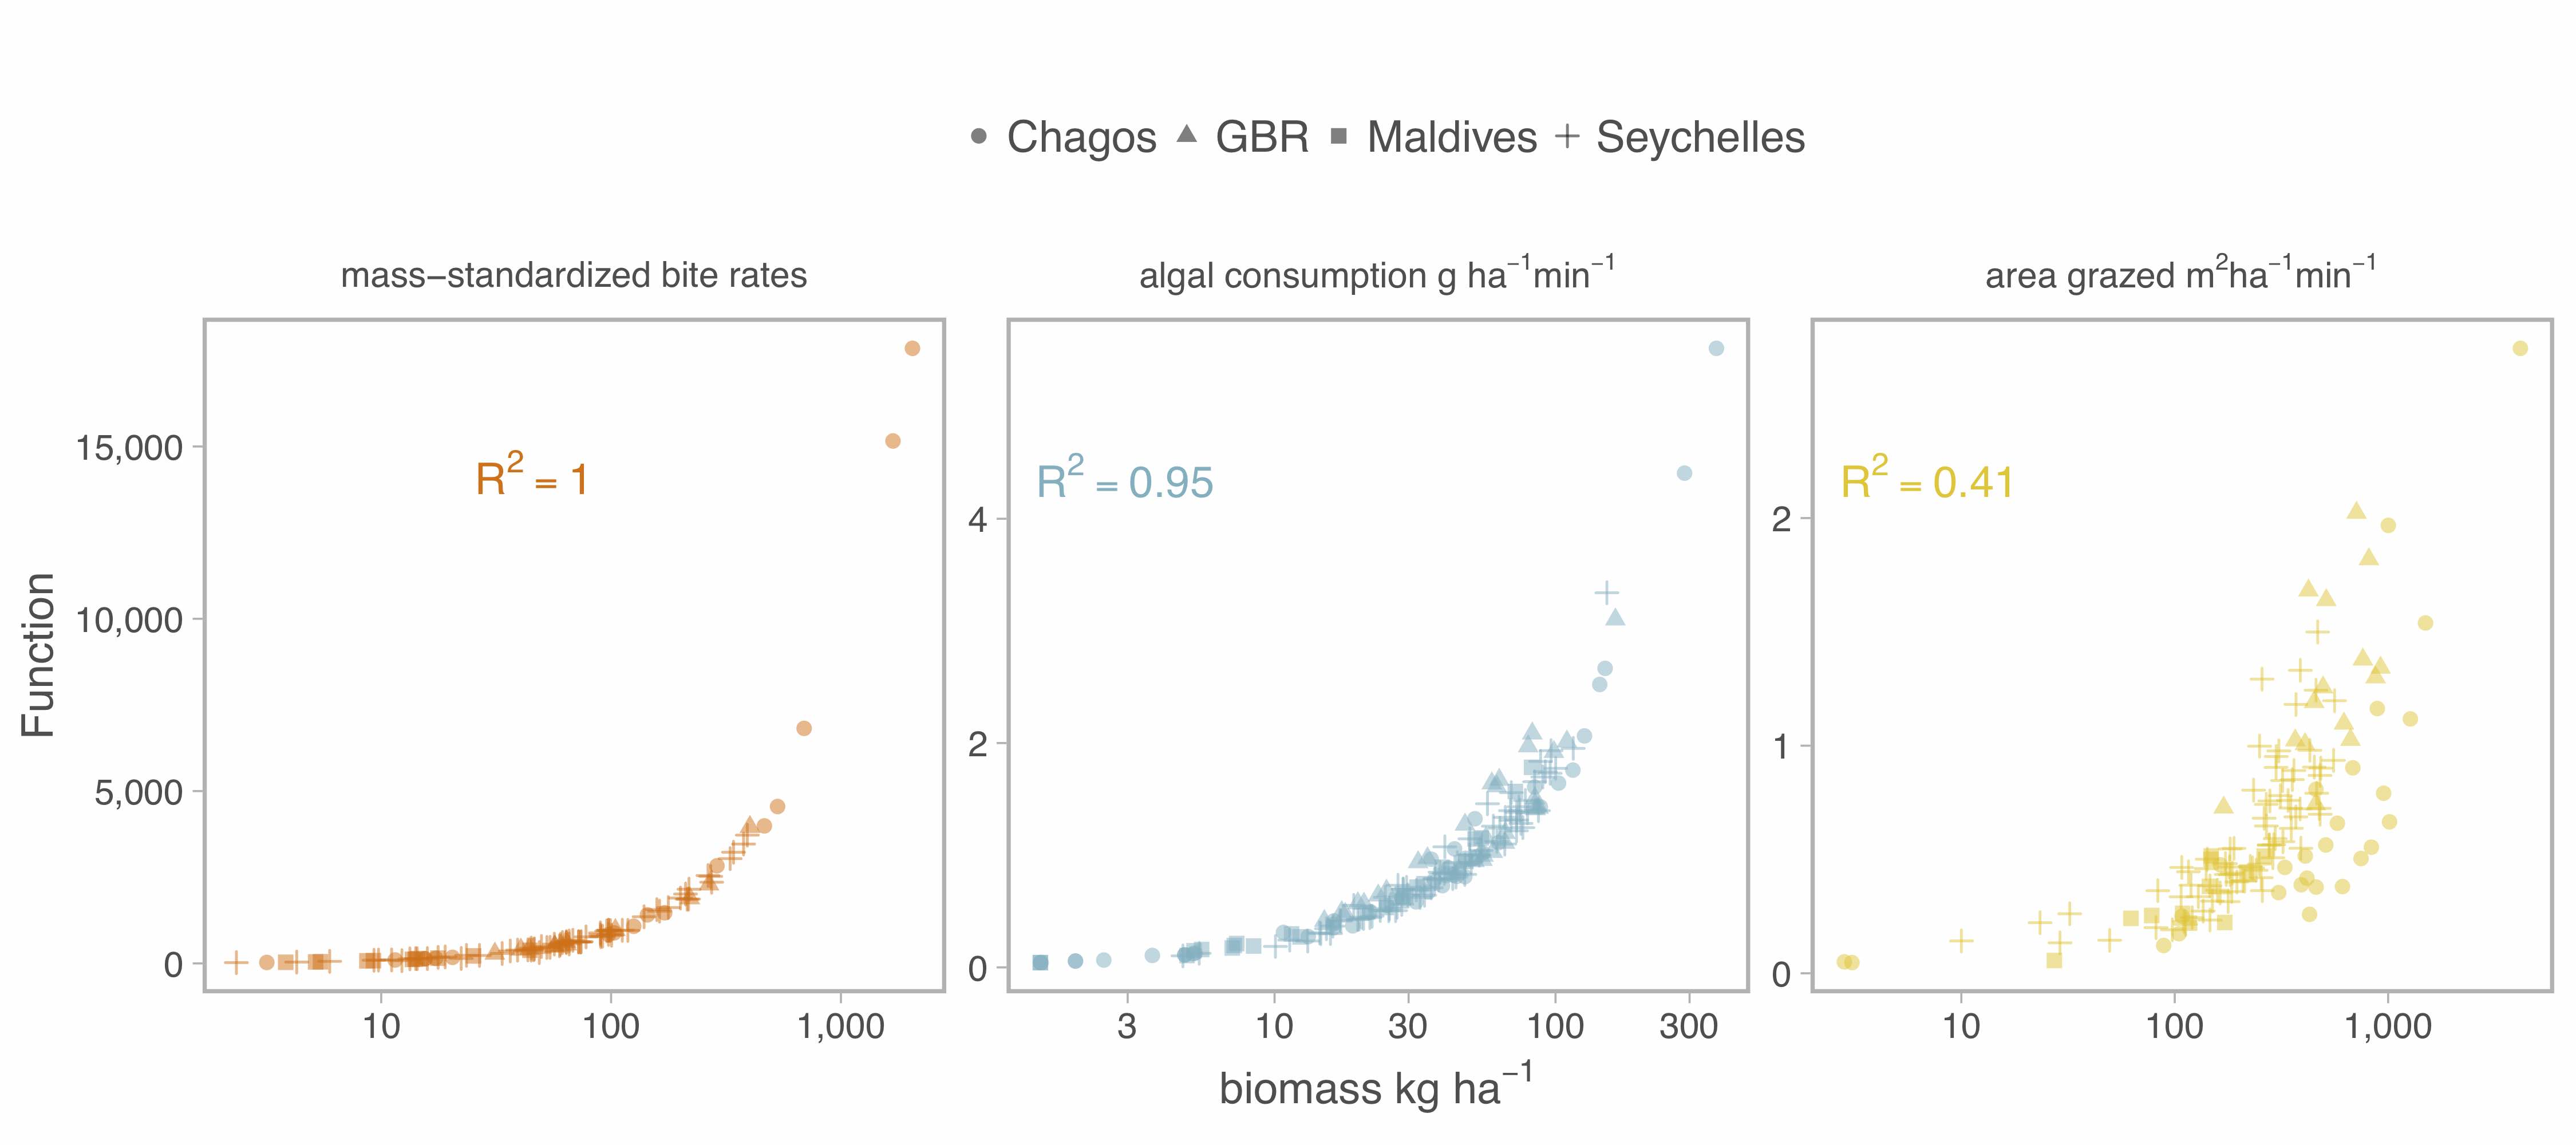 Chagos GBR Maldives Seychelles
mass−standardized bite rates
algal consumption g ha⁻¹min⁻¹
area grazed m²ha⁻¹min⁻¹
Function
R² = 1
15,000
10,000
5,000
0
10 100 1,000
R² = 0.95
4
2
0
3 10 30 100 300
R² = 0.41
2
1
0
10 100 1,000
biomass kg ha⁻¹